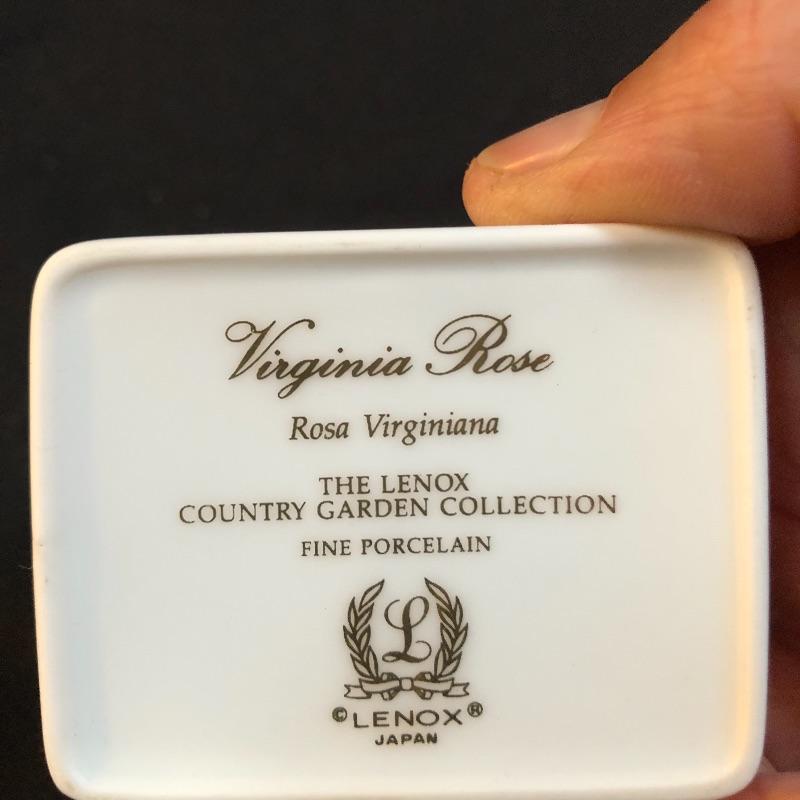 Virginia Rose
Rosa Virginiana
THE LENOX
COUNTRY GARDEN COLLECTION
FINE PORCELAIN
L
©LENOX®
JAPAN